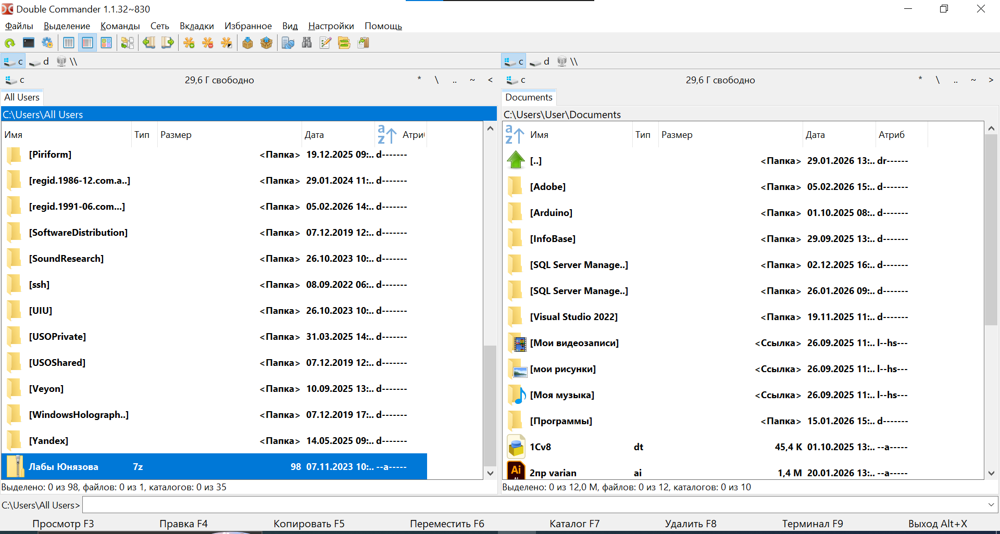 Double Commander 1.1.32~830
Файлы Выделение Команды Сеть Вкладки Избранное Вид Настройки Помощь
c d \\ c d \\
c 29,6 Г свободно * \ .. ~ < c 29,6 Г свободно * \ .. ~ >
All Users
C:\Users\All Users
Имя Тип Размер Дата Атри
[Piriform] <Папка> 19.12.2025 09:.. d-------
[regid.1986-12.com.a..] <Папка> 29.01.2024 11:.. d-------
[regid.1991-06.com...] <Папка> 05.02.2026 14:.. d-------
[SoftwareDistribution] <Папка> 07.12.2019 12:.. d-------
[SoundResearch] <Папка> 26.10.2023 10:.. d-------
[ssh] <Папка> 08.09.2022 06:.. d-------
[UIU] <Папка> 26.10.2023 10:.. d-------
[USOPrivate] <Папка> 31.03.2025 14:.. d-------
[USOShared] <Папка> 07.12.2019 12:.. d-------
[Veyon] <Папка> 10.09.2025 13:.. d-------
[WindowsHolograph..] <Папка> 07.12.2019 17:.. d-------
[Yandex] <Папка> 14.05.2025 09:.. d-------
Лабы Юнязова 7z 98 07.11.2023 10:.. --a-----
Выделено: 0 из 98, файлов: 0 из 1, каталогов: 0 из 35
Documents
C:\Users\User\Documents
Имя Тип Размер Дата Атриб
[..] <Папка> 29.01.2026 13:.. dr------
[Adobe] <Папка> 05.02.2026 15:.. d-------
[Arduino] <Папка> 01.10.2025 08:.. d-------
[InfoBase] <Папка> 29.09.2025 13:.. d-------
[SQL Server Manage..] <Папка> 02.12.2025 16:.. d-------
[SQL Server Manage..] <Папка> 26.01.2026 09:.. d-------
[Visual Studio 2022] <Папка> 19.11.2025 11:.. d-------
[Мои видеозаписи] <Ссылка> 26.09.2025 11:.. l--hs---
[мои рисунки] <Ссылка> 26.09.2025 11:.. l--hs---
[Моя музыка] <Ссылка> 26.09.2025 11:.. l--hs---
[Программы] <Папка> 15.01.2026 15:.. d-------
1Cv8 dt 45,4 K 01.10.2025 13:.. --a-----
Ai 2пр varian ai 1,4 M 20.01.2026 13:.. --a-----
Выделено: 0 из 12,0 M, файлов: 0 из 12, каталогов: 0 из 10
C:\Users\All Users>
Просмотр F3 Правка F4 Копировать F5 Переместить F6 Каталог F7 Удалить F8 Терминал F9 Выход Alt+X